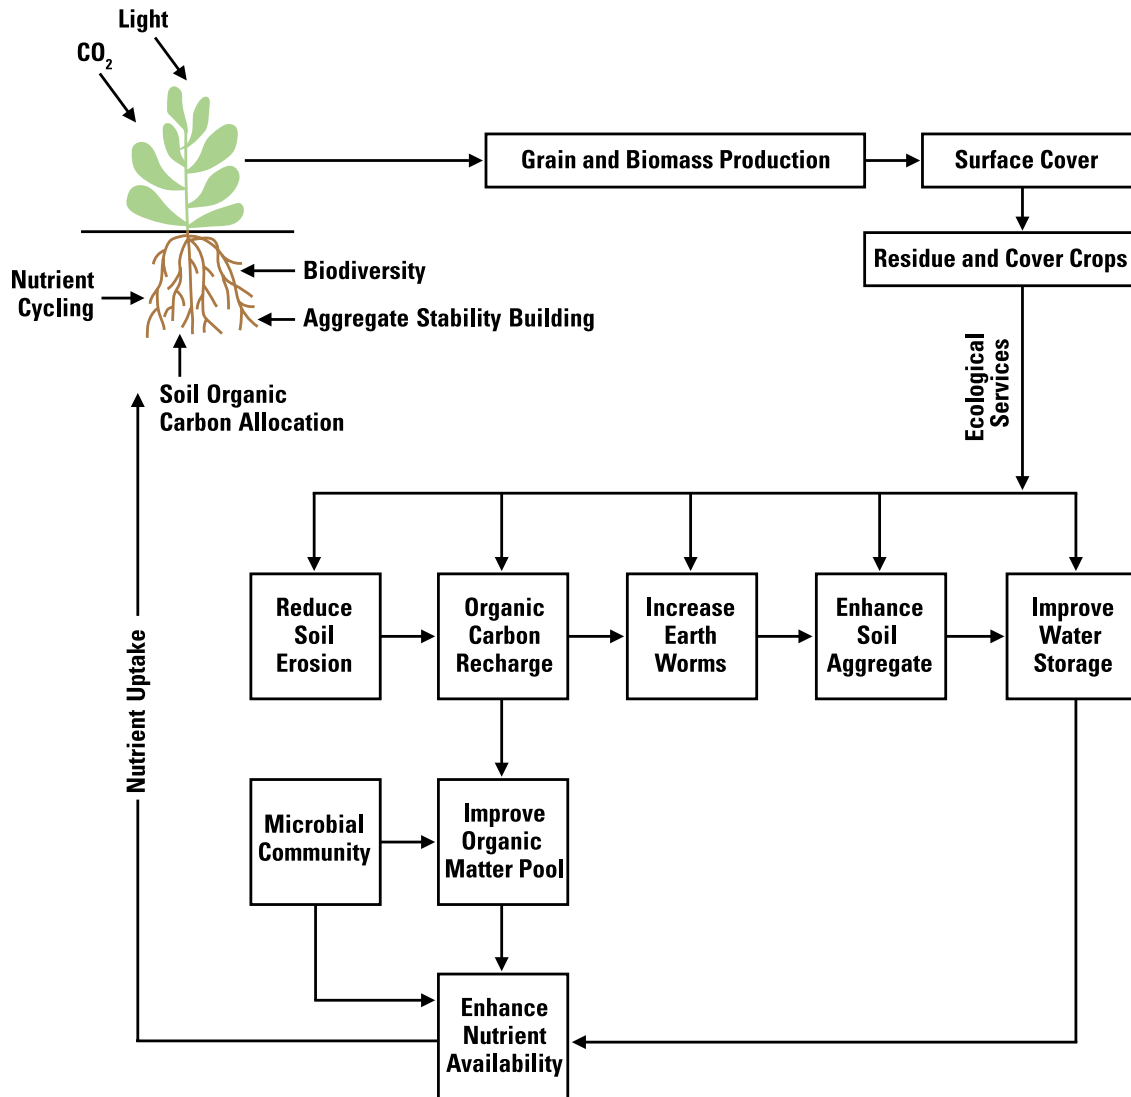 Light
CO₂
Grain and Biomass Production
Surface Cover
Residue and Cover Crops
Biodiversity
Nutrient
Cycling
Aggregate Stability Building
Soil Organic
Carbon Allocation
Ecological
Services
Reduce
Soil
Erosion
Organic
Carbon
Recharge
Increase
Earth
Worms
Enhance
Soil
Aggregate
Improve
Water
Storage
Nutrient Uptake
Microbial
Community
Improve
Organic
Matter Pool
Enhance
Nutrient
Availability